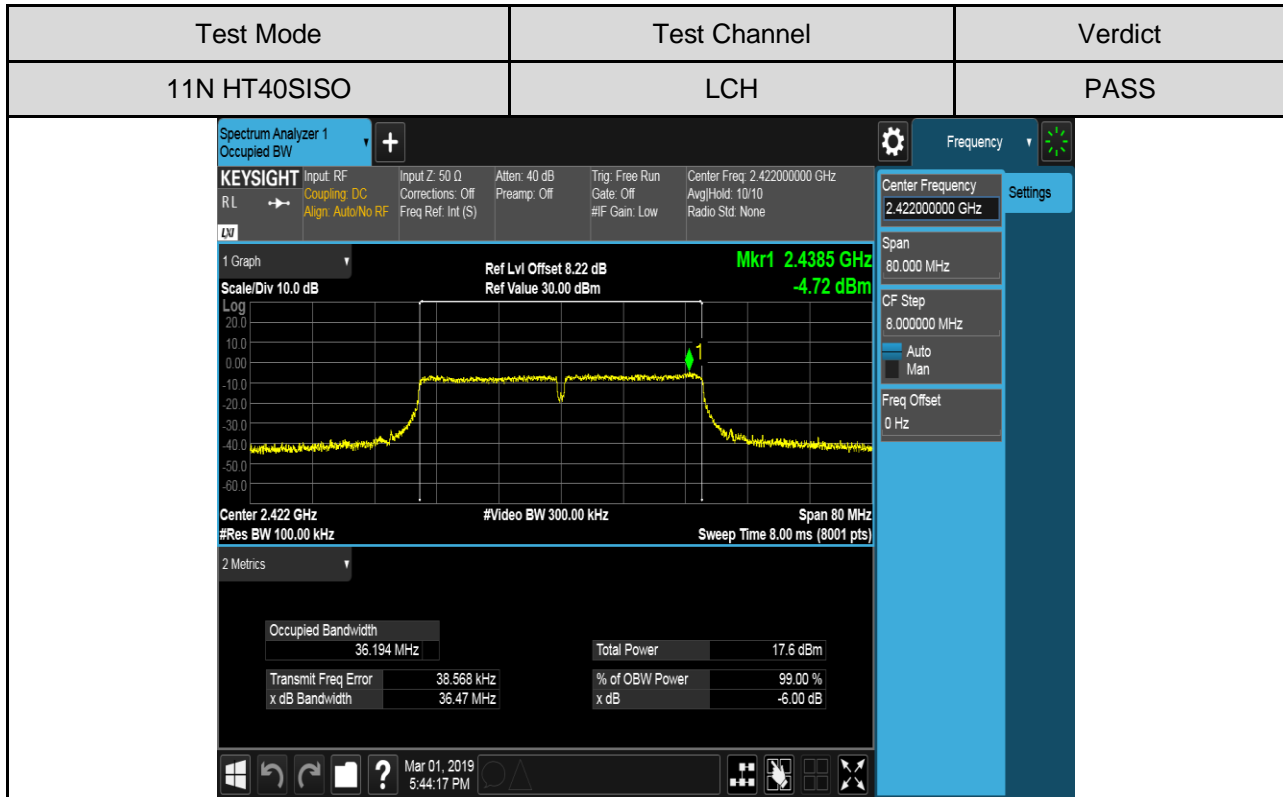 Test Mode Test Channel Verdict
11N HT40SISO LCH PASS
Spectrum Analyzer 1
Occupied BW
+
Frequency
KEYSIGHT
RL
LXI
Input: RF
Coupling: DC
Align: Auto/No RF
Input Z: 50 Ω
Corrections: Off
Freq Ref: Int (S)
Atten: 40 dB
Preamp: Off
Trig: Free Run
Gate: Off
#IF Gain: Low
Center Freq: 2.422000000 GHz
Avg|Hold: 10/10
Radio Std: None
Center Frequency
2.422000000 GHz
Settings
Span
80.000 MHz
CF Step
8.000000 MHz
Auto
Man
Freq Offset
0 Hz
1 Graph
Scale/Div 10.0 dB
Ref Lvl Offset 8.22 dB
Ref Value 30.00 dBm
Mkr1 2.4385 GHz
-4.72 dBm
Log
20.0
10.0
0.00
-10.0
-20.0
-30.0
-40.0
-50.0
-60.0
1
Center 2.422 GHz
#Res BW 100.00 kHz
#Video BW 300.00 kHz
Span 80 MHz
Sweep Time 8.00 ms (8001 pts)
2 Metrics
Occupied Bandwidth
36.194 MHz
Total Power 17.6 dBm
Transmit Freq Error 38.568 kHz
% of OBW Power 99.00 %
x dB Bandwidth 36.47 MHz
x dB -6.00 dB
?
Mar 01, 2019
5:44:17 PM